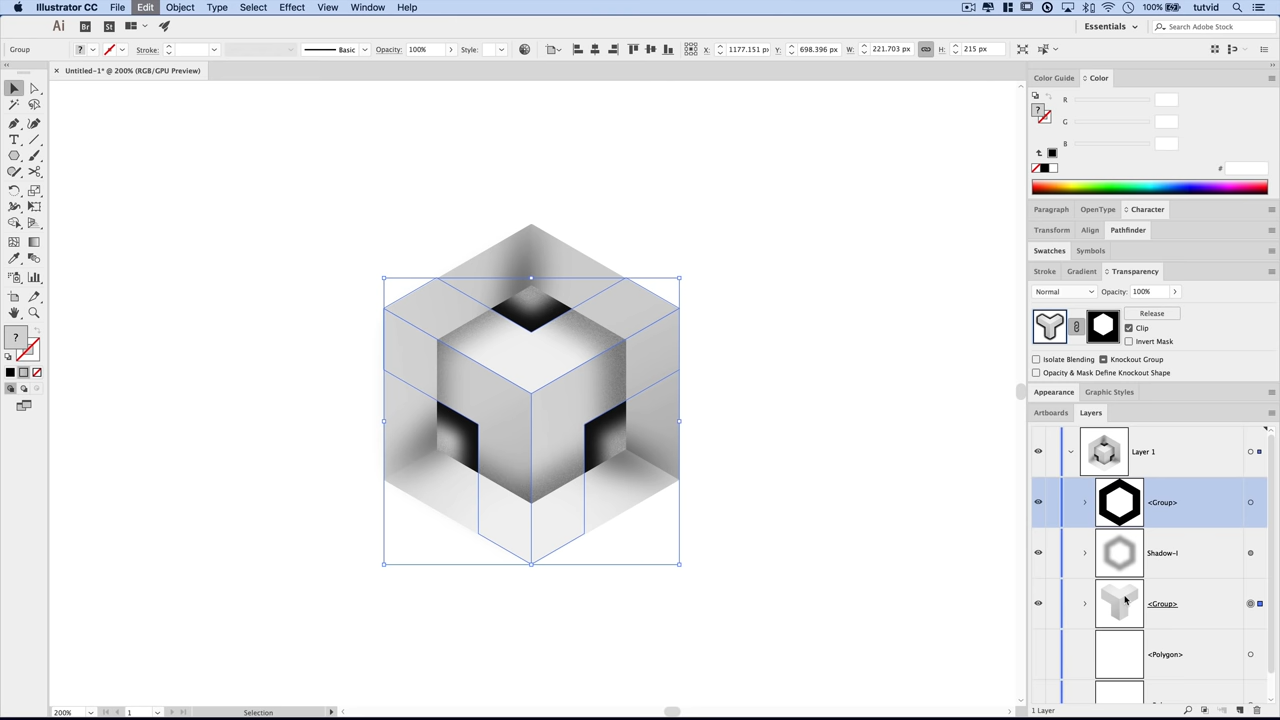 Illustrator CC File Edit Object Type Select Effect View Window Help 100% tutvid
Ai Br St Essentials Search Adobe Stock
Group ? Stroke: Basic Opacity: 100% Style: X: 1177.151 px Y: 698.396 px W: 221.703 px H: 215 px
× Untitled-1* @ 200% (RGB/GPU Preview)
Color Guide Color
? R
G
B
#
Paragraph OpenType Character
Transform Align Pathfinder
Swatches Symbols
Stroke Gradient Transparency
Normal Opacity: 100%
Release
Clip
Invert Mask
Isolate Blending Knockout Group
Opacity & Mask Define Knockout Shape
Appearance Graphic Styles
Artboards Layers
Layer 1
<Group>
Shadow-I
<Group>
<Polygon>
?
200% 1 Selection 1 Layer